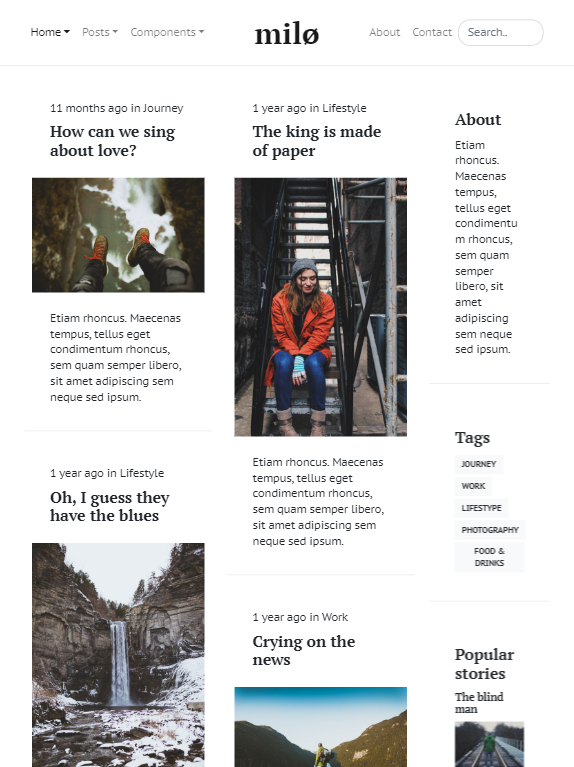 Home Posts Components milø About Contact Search..
11 months ago in Journey
How can we sing
about love?
Etiam rhoncus. Maecenas
tempus, tellus eget
condimentum rhoncus,
sem quam semper libero,
sit amet adipiscing sem
neque sed ipsum.
1 year ago in Lifestyle
Oh, I guess they
have the blues
1 year ago in Lifestyle
The king is made
of paper
Etiam rhoncus. Maecenas
tempus, tellus eget
condimentum rhoncus,
sem quam semper libero,
sit amet adipiscing sem
neque sed ipsum.
1 year ago in Work
Crying on the
news
About
Etiam
rhoncus.
Maecenas
tempus,
tellus eget
condimentu
m rhoncus,
sem quam
semper
libero, sit
amet
adipiscing
sem neque
sed ipsum.
Tags
JOURNEY
WORK
LIFESTYPE
PHOTOGRAPHY
FOOD &
DRINKS
Popular
stories
The blind
man